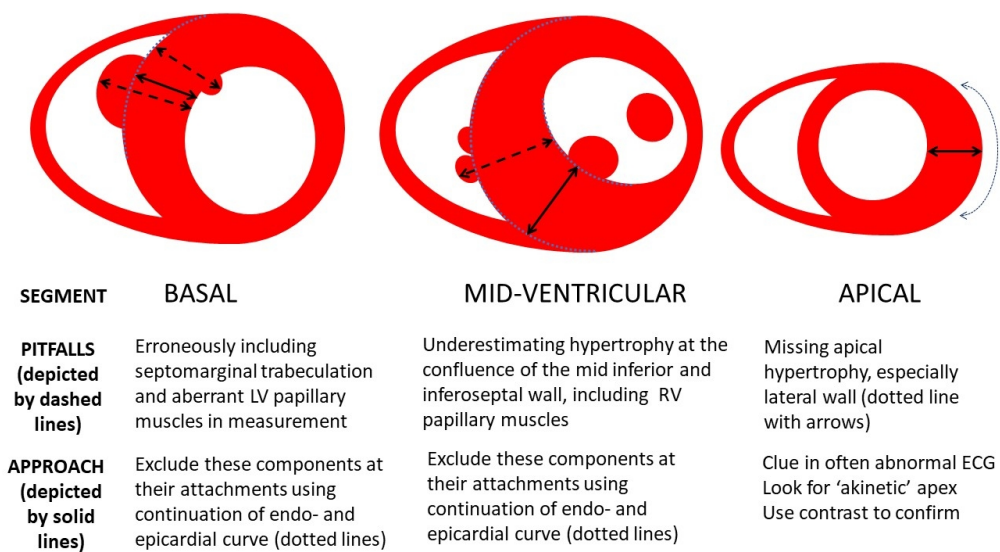 SEGMENT BASAL MID-VENTRICULAR APICAL
PITFALLS
(depicted
by dashed
lines)
Erroneously including
septomarginal trabeculation
and aberrant LV papillary
muscles in measurement
Underestimating hypertrophy at the
confluence of the mid inferior and
inferoseptal wall, including RV
papillary muscles
Missing apical
hypertrophy, especially
lateral wall (dotted line
with arrows)
APPROACH
(depicted
by solid
lines)
Exclude these components at
their attachments using
continuation of endo- and
epicardial curve (dotted lines)
Exclude these components at
their attachments using
continuation of endo- and
epicardial curve (dotted lines)
Clue in often abnormal ECG
Look for ‘akinetic’ apex
Use contrast to confirm